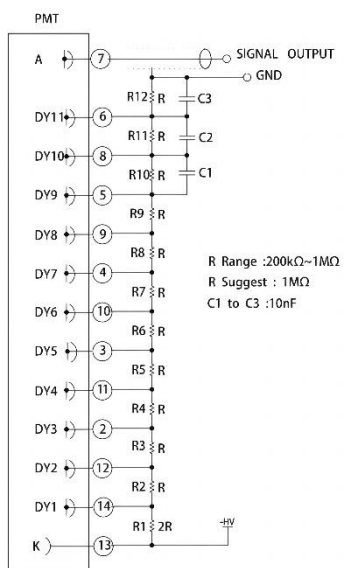 PMT
A 7 SIGNAL OUTPUT
GND
R12 R C3
DY11 6
R11 R C2
DY10 8
R10 R C1
DY9 5
R9 R
DY8 9
R8 R
DY7 4
R7 R
DY6 10
R6 R
DY5 3
R5 R
DY4 11
R4 R
DY3 2
R3 R
DY2 12
R2 R
DY1 14
R1 2R -HV
K 13
R Range :200kΩ~1MΩ
R Suggest : 1MΩ
C1 to C3 :10nF